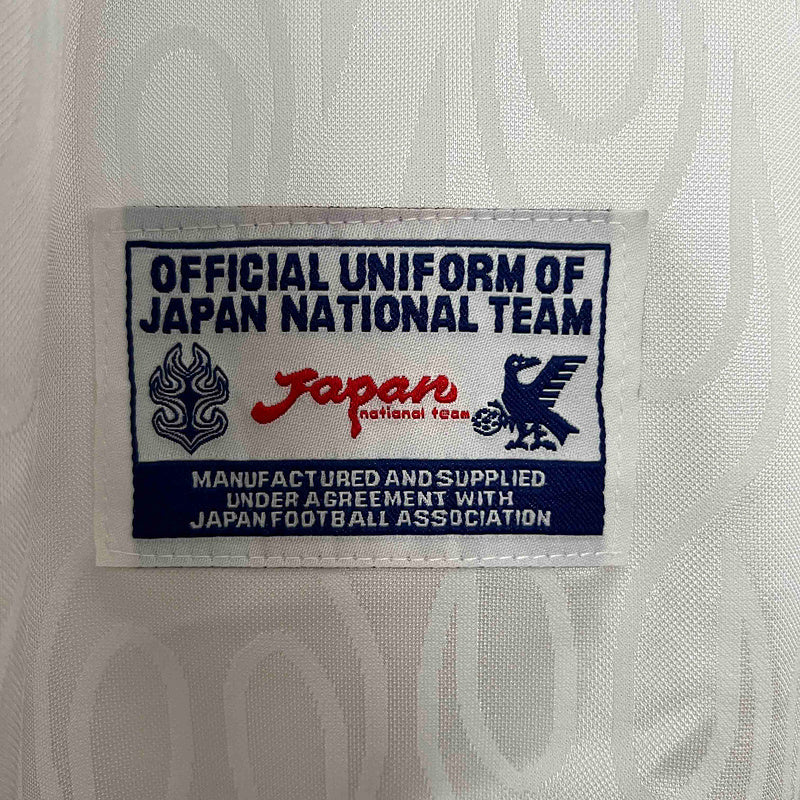 OFFICIAL UNIFORM OF
JAPAN NATIONAL TEAM
Japan
national team
MANUFACTURED AND SUPPLIED
UNDER AGREEMENT WITH
JAPAN FOOTBALL ASSOCIATION